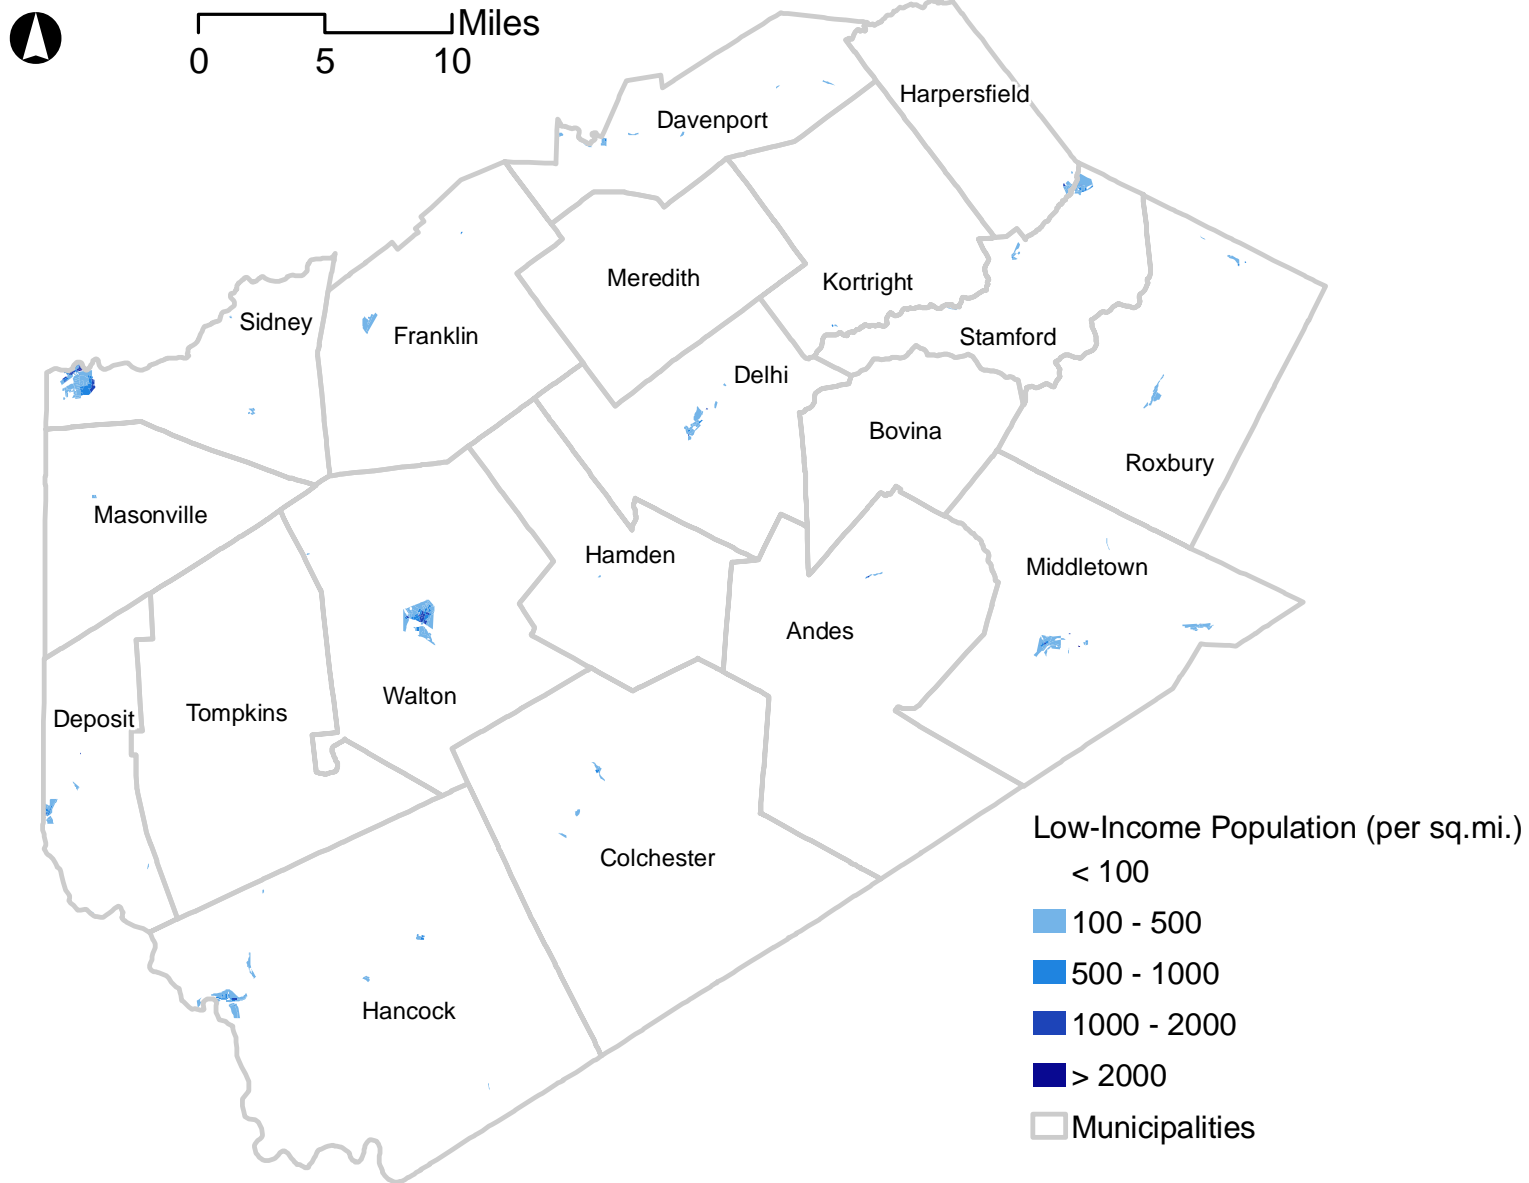 Miles
0 5 10
Harpersfield
Davenport
Meredith
Kortright
Sidney
Franklin
Stamford
Delhi
Bovina
Roxbury
Masonville
Hamden
Middletown
Andes
Walton
Deposit
Tompkins
Colchester
Hancock
Low-Income Population (per sq.mi.)
< 100
100 - 500
500 - 1000
1000 - 2000
> 2000
Municipalities